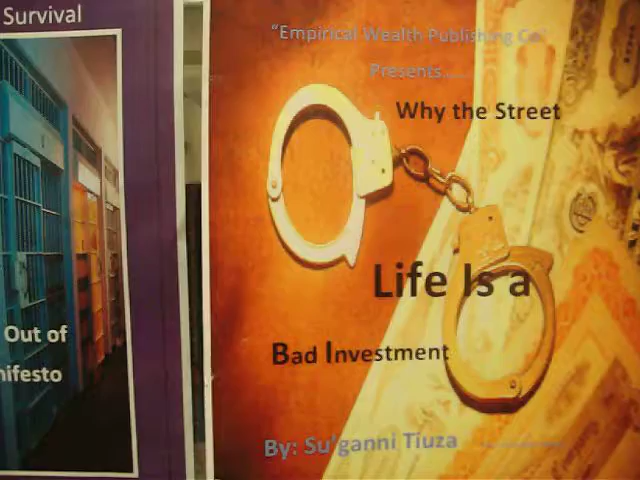 Survival
Out of
nifesto
"Empirical Wealth Publishing Co"
Presents.....
Why the Street
Life Is a
Bad Investment
By: Su'ganni Tiuza